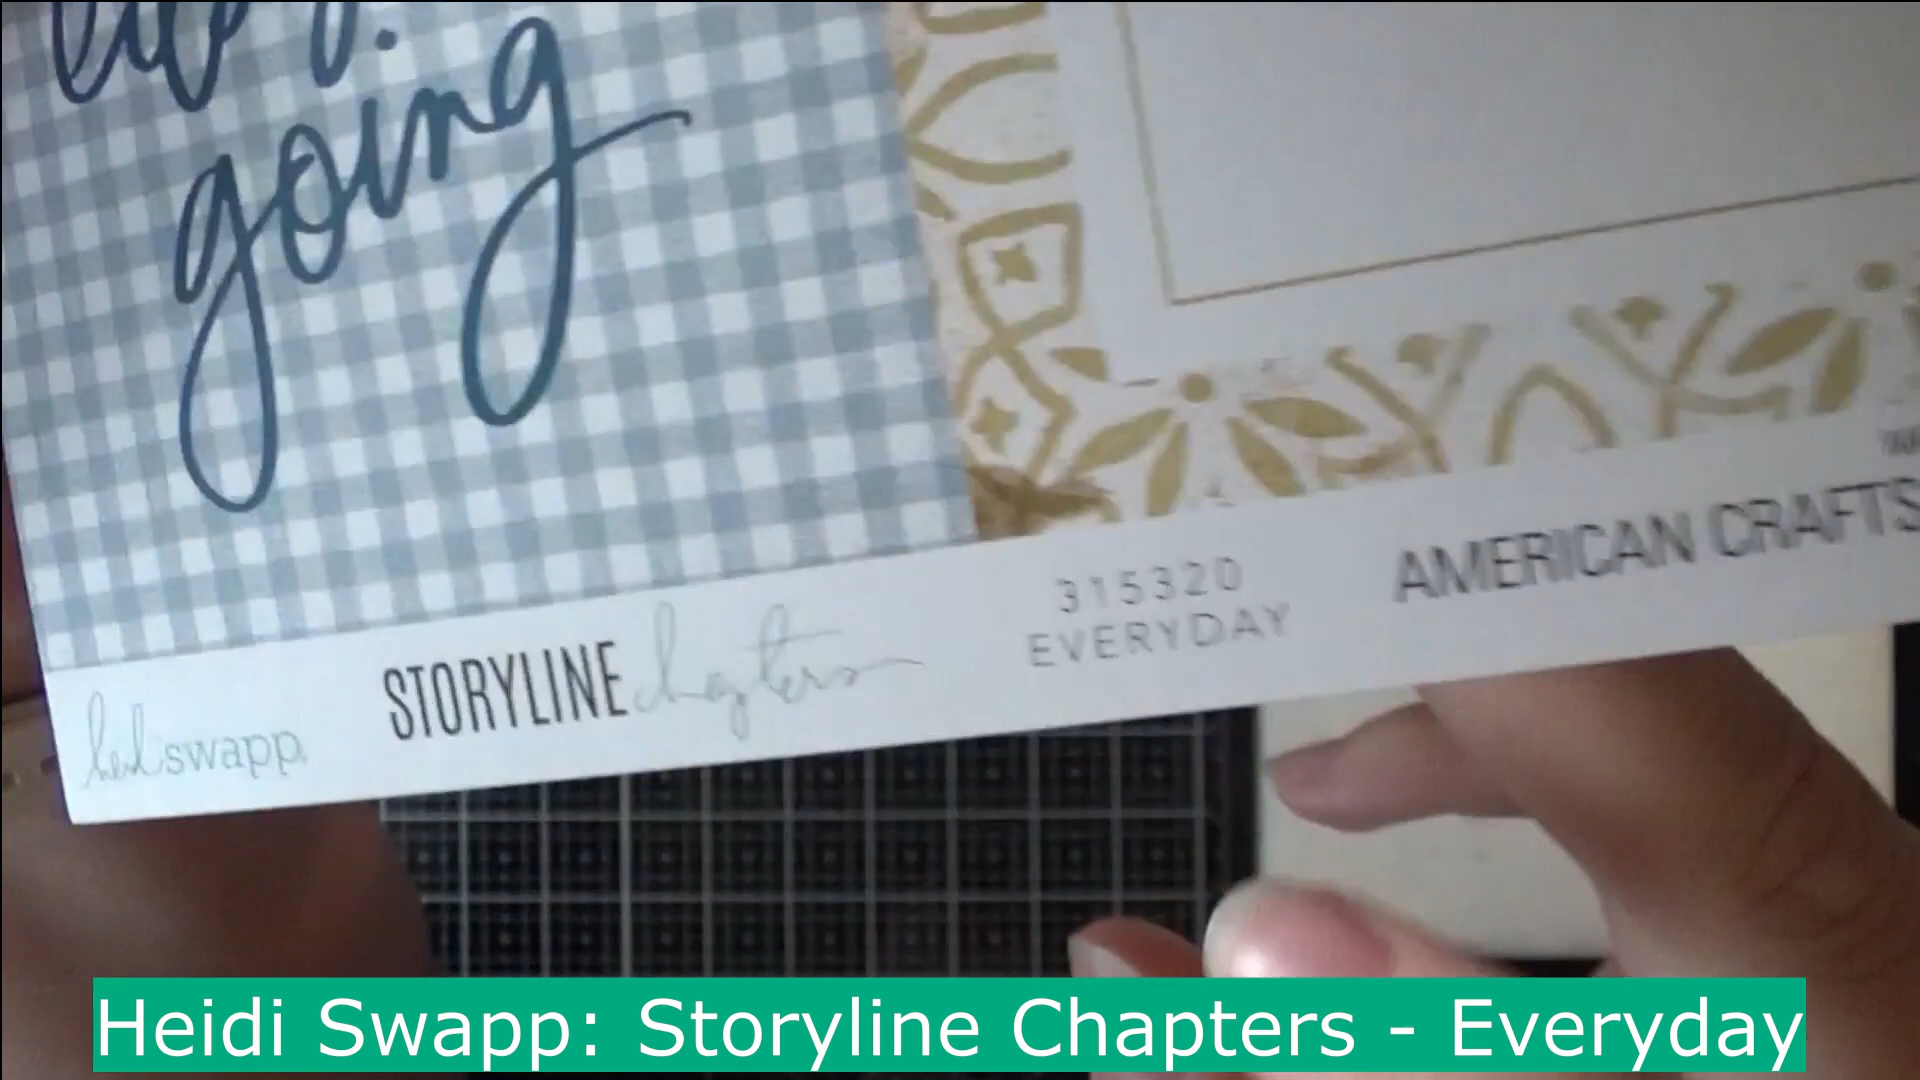 going
heidi swapp
STORYLINE chapters
315320
EVERYDAY
AMERICAN CRAFTS
Heidi Swapp: Storyline Chapters - Everyday